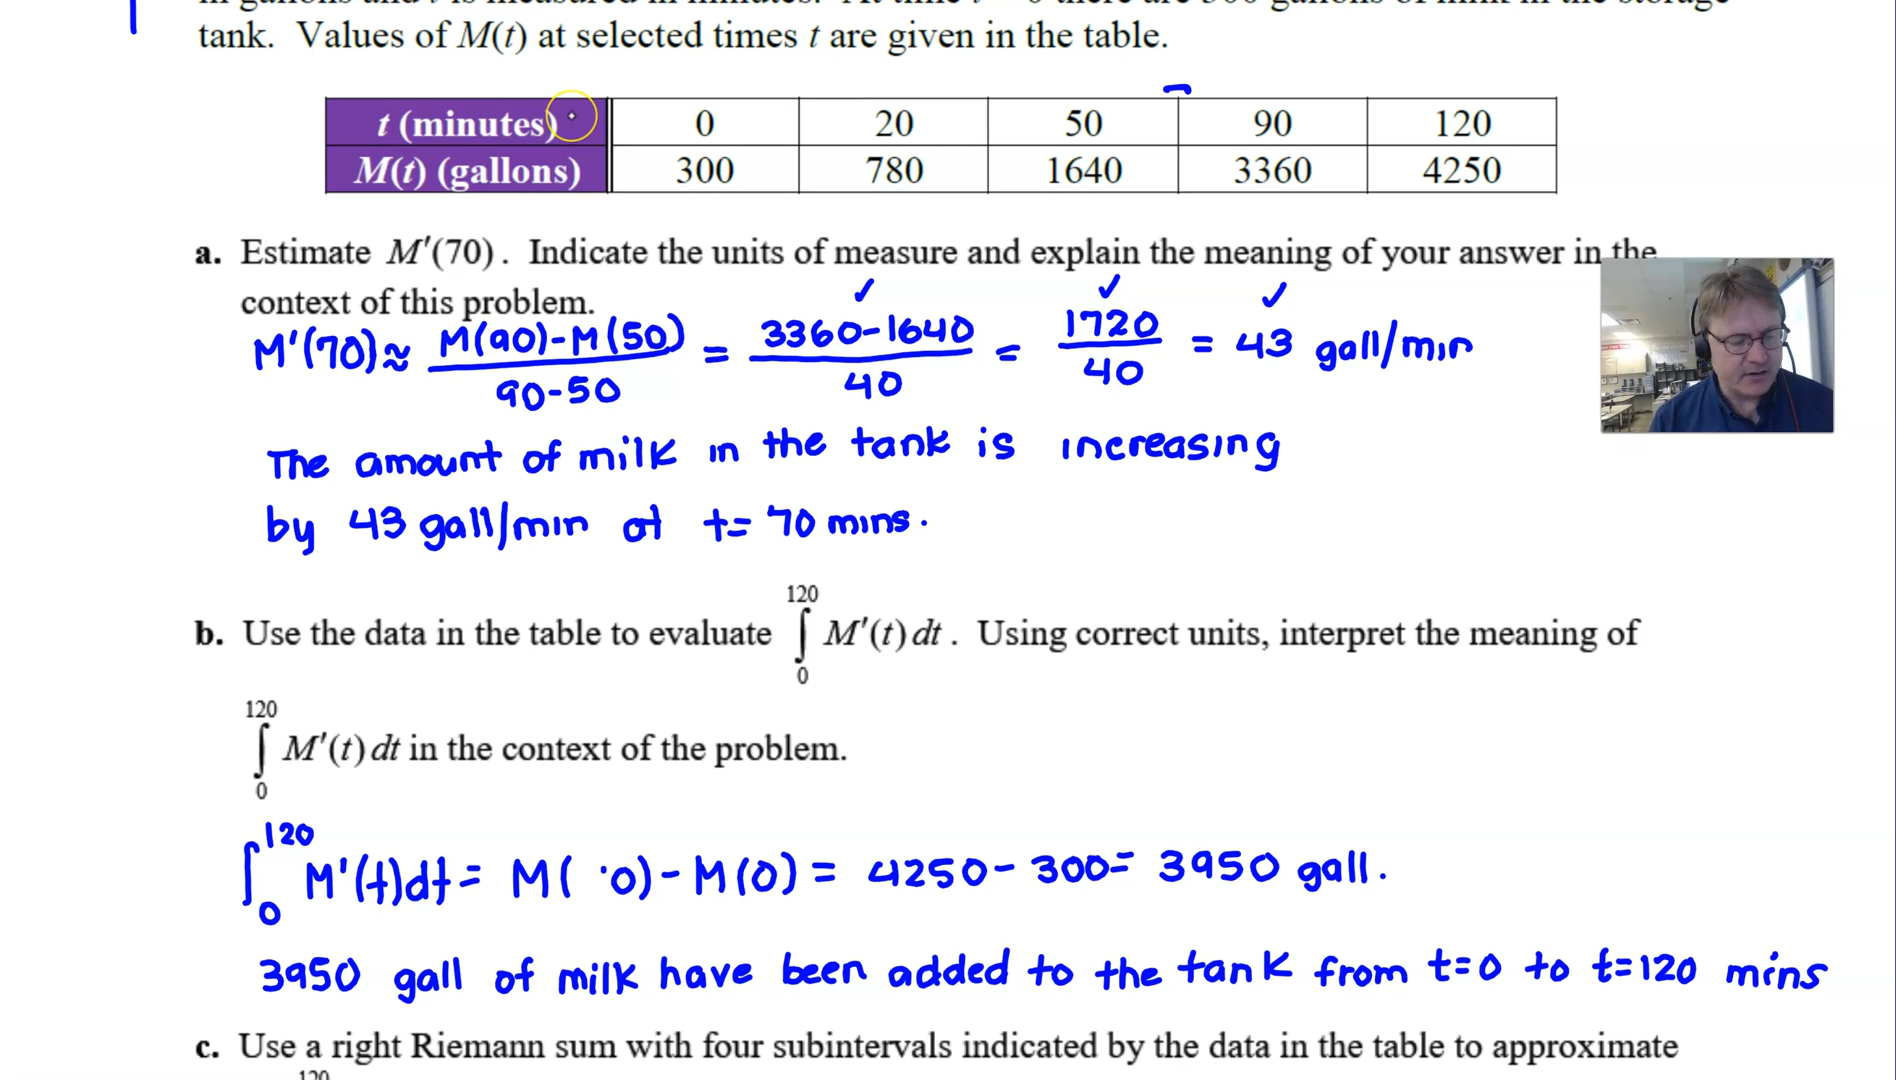 tank. Values of M(t) at selected times t are given in the table.
t (minutes) 0 20 50 90 120
M(t) (gallons) 300 780 1640 3360 4250
a. Estimate M′(70). Indicate the units of measure and explain the meaning of your answer in the
context of this problem.
M'(70) ≈ M(90)-M(50) / 90-50 = 3360-1640 / 40 = 1720 / 40 = 43 gall/min
The amount of milk in the tank is increasing
by 43 gall/min at t= 70 mins.
b. Use the data in the table to evaluate ∫₀¹²⁰ M′(t) dt. Using correct units, interpret the meaning of
∫₀¹²⁰ M′(t) dt in the context of the problem.
∫₀¹²⁰ M'(t)dt = M( 0) - M(0) = 4250 - 300 = 3950 gall.
3950 gall of milk have been added to the tank from t=0 to t=120 mins
c. Use a right Riemann sum with four subintervals indicated by the data in the table to approximate